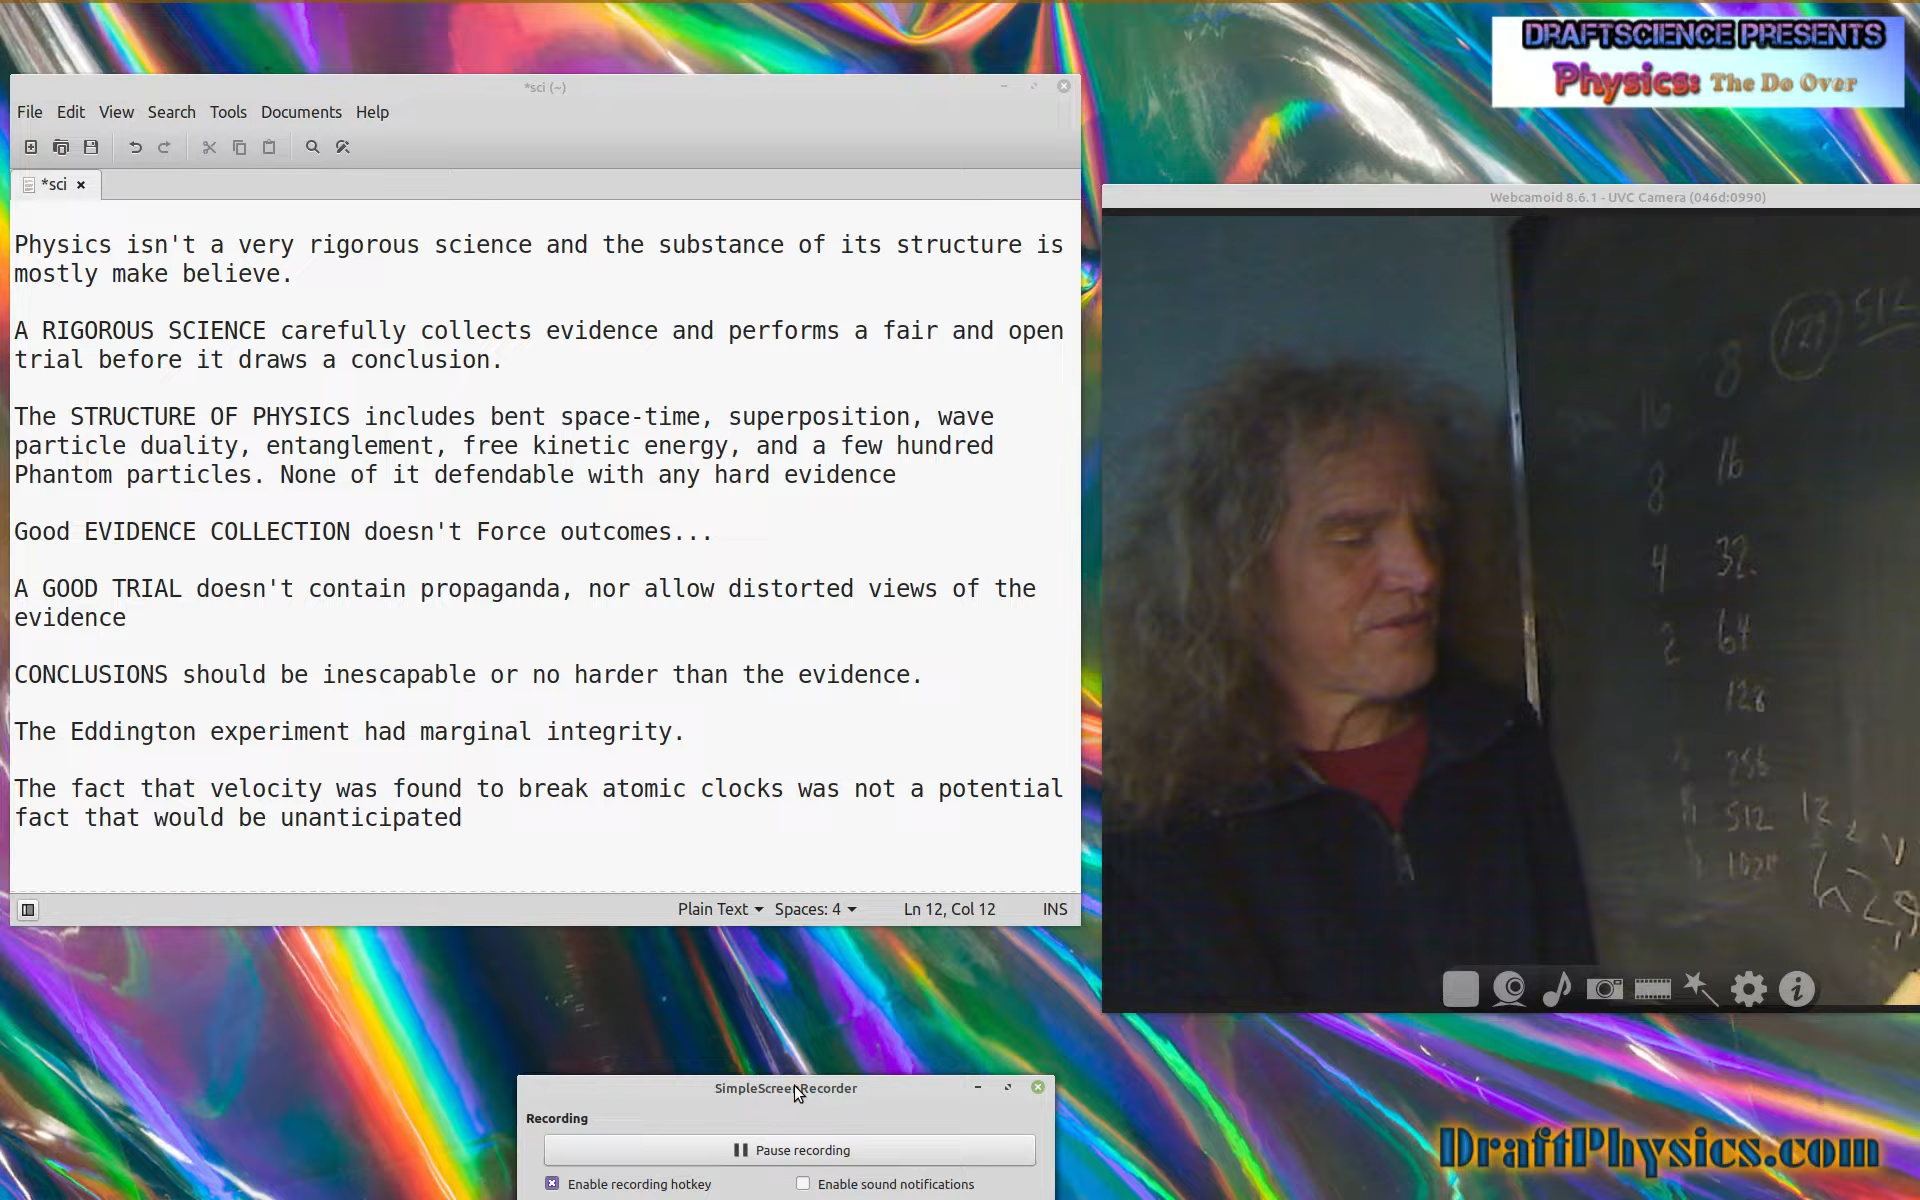 DRAFTSCIENCE PRESENTS
Physics: The Do Over
*sci (~)
File Edit View Search Tools Documents Help
*sci
Physics isn't a very rigorous science and the substance of its structure is
mostly make believe.
A RIGOROUS SCIENCE carefully collects evidence and performs a fair and open
trial before it draws a conclusion.
The STRUCTURE OF PHYSICS includes bent space-time, superposition, wave
particle duality, entanglement, free kinetic energy, and a few hundred
Phantom particles. None of it defendable with any hard evidence
Good EVIDENCE COLLECTION doesn't Force outcomes...
A GOOD TRIAL doesn't contain propaganda, nor allow distorted views of the
evidence
CONCLUSIONS should be inescapable or no harder than the evidence.
The Eddington experiment had marginal integrity.
The fact that velocity was found to break atomic clocks was not a potential
fact that would be unanticipated
Plain Text Spaces: 4 Ln 12, Col 12 INS
Webcamoid 8.6.1 - UVC Camera (046d:0990)
512
8
16
16
8
32
4
64
2
128
256
512
12
SimpleScreenRecorder
Recording
Pause recording
Enable recording hotkey Enable sound notifications
DraftPhysics.com